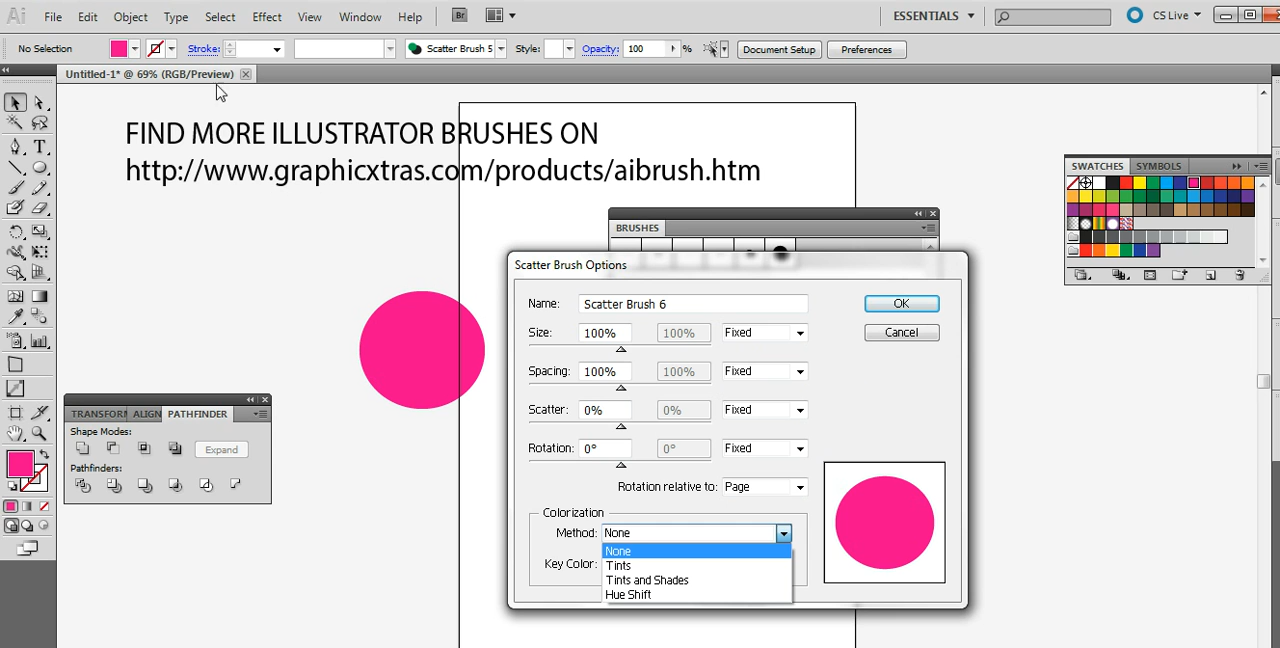 Ai File Edit Object Type Select Effect View Window Help Br ESSENTIALS CS Live
No Selection Stroke: Scatter Brush 5 Style: Opacity: 100 % Document Setup Preferences
Untitled-1* @ 69% (RGB/Preview)
FIND MORE ILLUSTRATOR BRUSHES ON
http://www.graphicxtras.com/products/aibrush.htm
SWATCHES SYMBOLS
BRUSHES
Scatter Brush Options
Name: Scatter Brush 6 OK
Size: 100% 100% Fixed Cancel
Spacing: 100% 100% Fixed
Scatter: 0% 0% Fixed
Rotation: 0° 0° Fixed
Rotation relative to: Page
Colorization
Method: None
None
Tints
Key Color:
Tints and Shades
Hue Shift
TRANSFORM ALIGN PATHFINDER
Shape Modes:
Expand
Pathfinders: